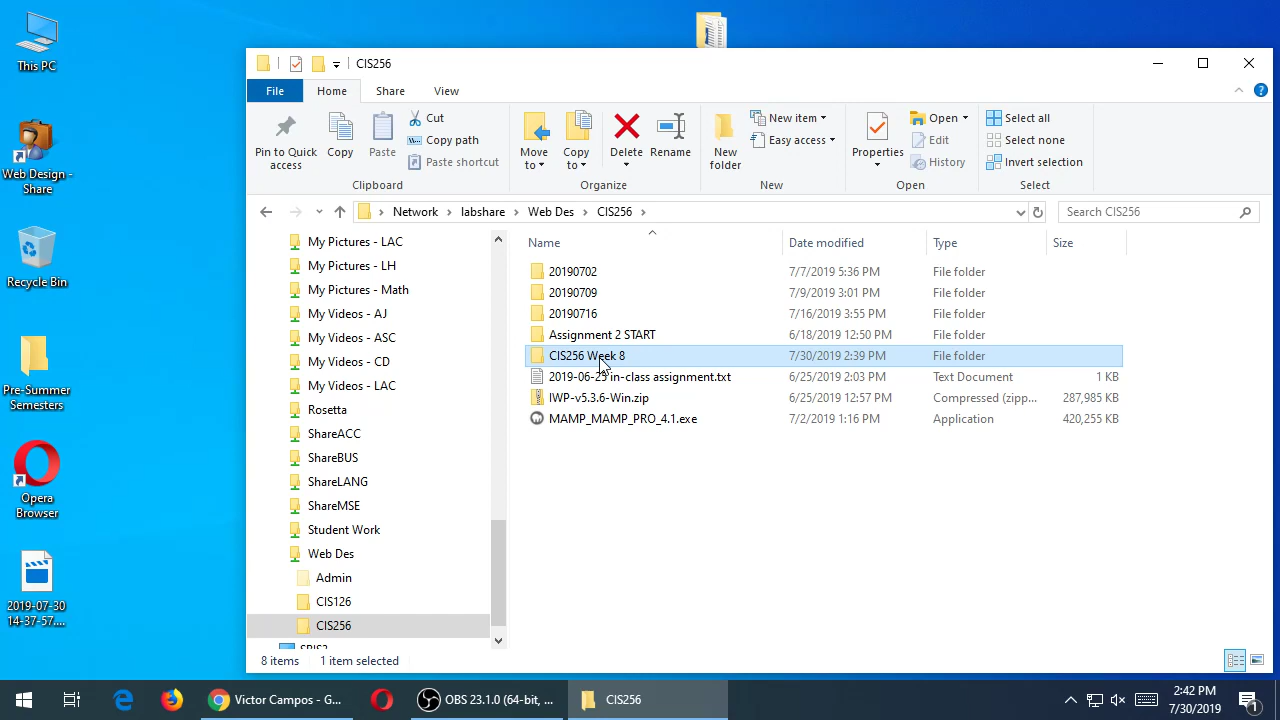 This PC
Web Design -
Share
Recycle Bin
Pre-Summer
Semesters
Opera
Browser
2019-07-30
14-37-57....
CIS256
File
Home
Share
View
Pin to Quick
access
Copy
Paste
Cut
Copy path
Paste shortcut
Clipboard
Move
to
Copy
to
Delete
Rename
Organize
New
folder
New item
Easy access
New
Properties
Open
Edit
History
Open
Select all
Select none
Invert selection
Select
Network
labshare
Web Des
CIS256
Search CIS256
My Pictures - LAC
My Pictures - LH
My Pictures - Math
My Videos - AJ
My Videos - ASC
My Videos - CD
My Videos - LAC
Rosetta
ShareACC
ShareBUS
ShareLANG
ShareMSE
Student Work
Web Des
Admin
CIS126
CIS256
Name Date modified Type Size
20190702 7/7/2019 5:36 PM File folder
20190709 7/9/2019 3:01 PM File folder
20190716 7/16/2019 3:55 PM File folder
Assignment 2 START 6/18/2019 12:50 PM File folder
CIS256 Week 8 7/30/2019 2:39 PM File folder
2019-06-25 in-class assignment.txt 6/25/2019 2:03 PM Text Document 1 KB
IWP-v5.3.6-Win.zip 6/25/2019 12:57 PM Compressed (zipp... 287,985 KB
MAMP_MAMP_PRO_4.1.exe 7/2/2019 1:16 PM Application 420,255 KB
8 items
1 item selected
Victor Campos - G...
OBS 23.1.0 (64-bit, ...
CIS256
2:42 PM
7/30/2019
1